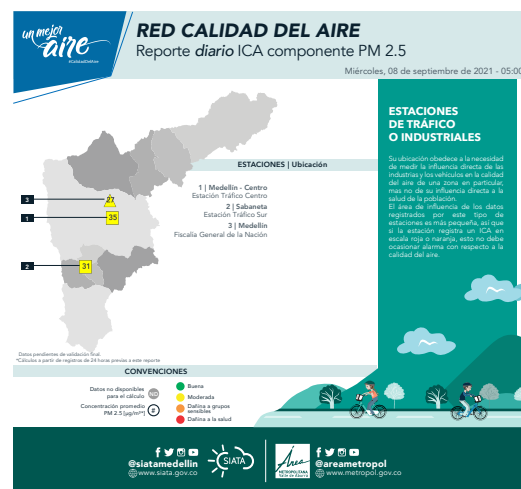 un mejor
aire
#CalidadDelAire
RED CALIDAD DEL AIRE
Reporte diario ICA componente PM 2.5
Miércoles, 08 de septiembre de 2021 - 05:00
ESTACIONES | Ubicación
1 | Medellín - Centro
Estación Tráfico Centro
2 | Sabaneta
Estación Tráfico Sur
3 | Medellín
Fiscalía General de la Nación
3
27
1
35
2
31
ESTACIONES
DE TRÁFICO
O INDUSTRIALES
Su ubicación obedece a la necesidad
de medir la influencia directa de las
industrias y los vehículos en la calidad
del aire de una zona en particular,
mas no de su influencia directa a la
salud de la población.
El área de influencia de los datos
registrados por este tipo de
estaciones es más pequeña, así que
si la estación registra un ICA en
escala roja o naranja, esto no debe
ocasionar alarma con respecto a la
calidad del aire.
Datos pendientes de validación final.
*Cálculos a partir de registros de 24 horas previas a este reporte
CONVENCIONES
Datos no disponibles
para el cálculo
ND
Concentración promedio
PM 2.5 (µg/m³*)
#
Buena
Moderada
Dañina a grupos
sensibles
Dañina a la salud
@siatamedellin
www.siata.gov.co
SIATA
Área
METROPOLITANA
Valle de Aburrá
@areametropol
www.metropol.gov.co